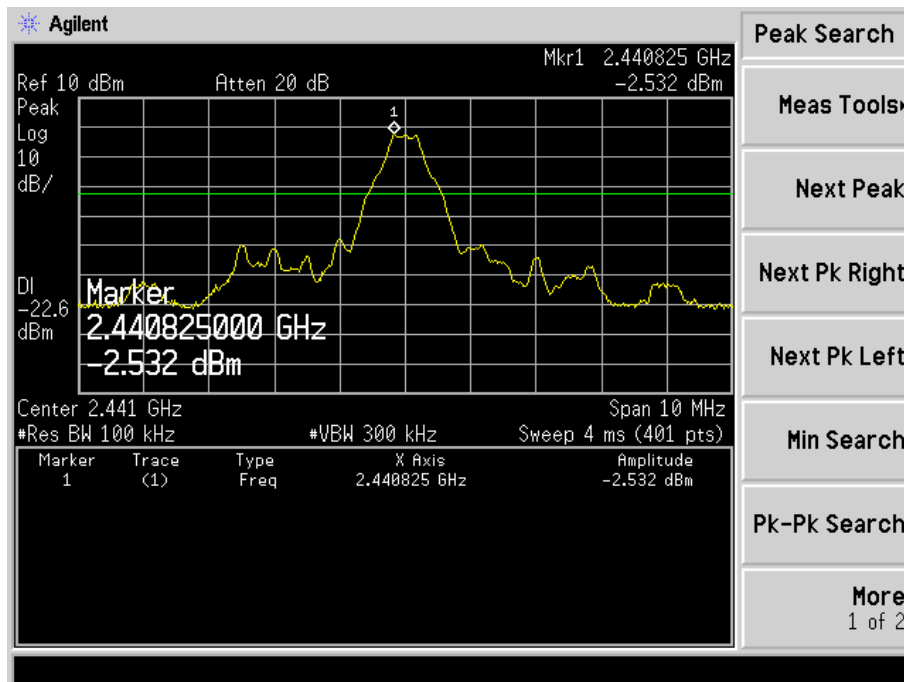 Agilent
Peak Search
Mkr1 2.440825 GHz
Ref 10 dBm Atten 20 dB -2.532 dBm
Peak
Log
10
dB/
1
DI
-22.6
dBm
Marker
2.440825000 GHz
-2.532 dBm
Center 2.441 GHz Span 10 MHz
#Res BW 100 kHz #VBW 300 kHz Sweep 4 ms (401 pts)
Marker Trace Type X Axis Amplitude
1 (1) Freq 2.440825 GHz -2.532 dBm
Meas Tools
Next Peak
Next Pk Right
Next Pk Left
Min Search
Pk-Pk Search
More
1 of 2